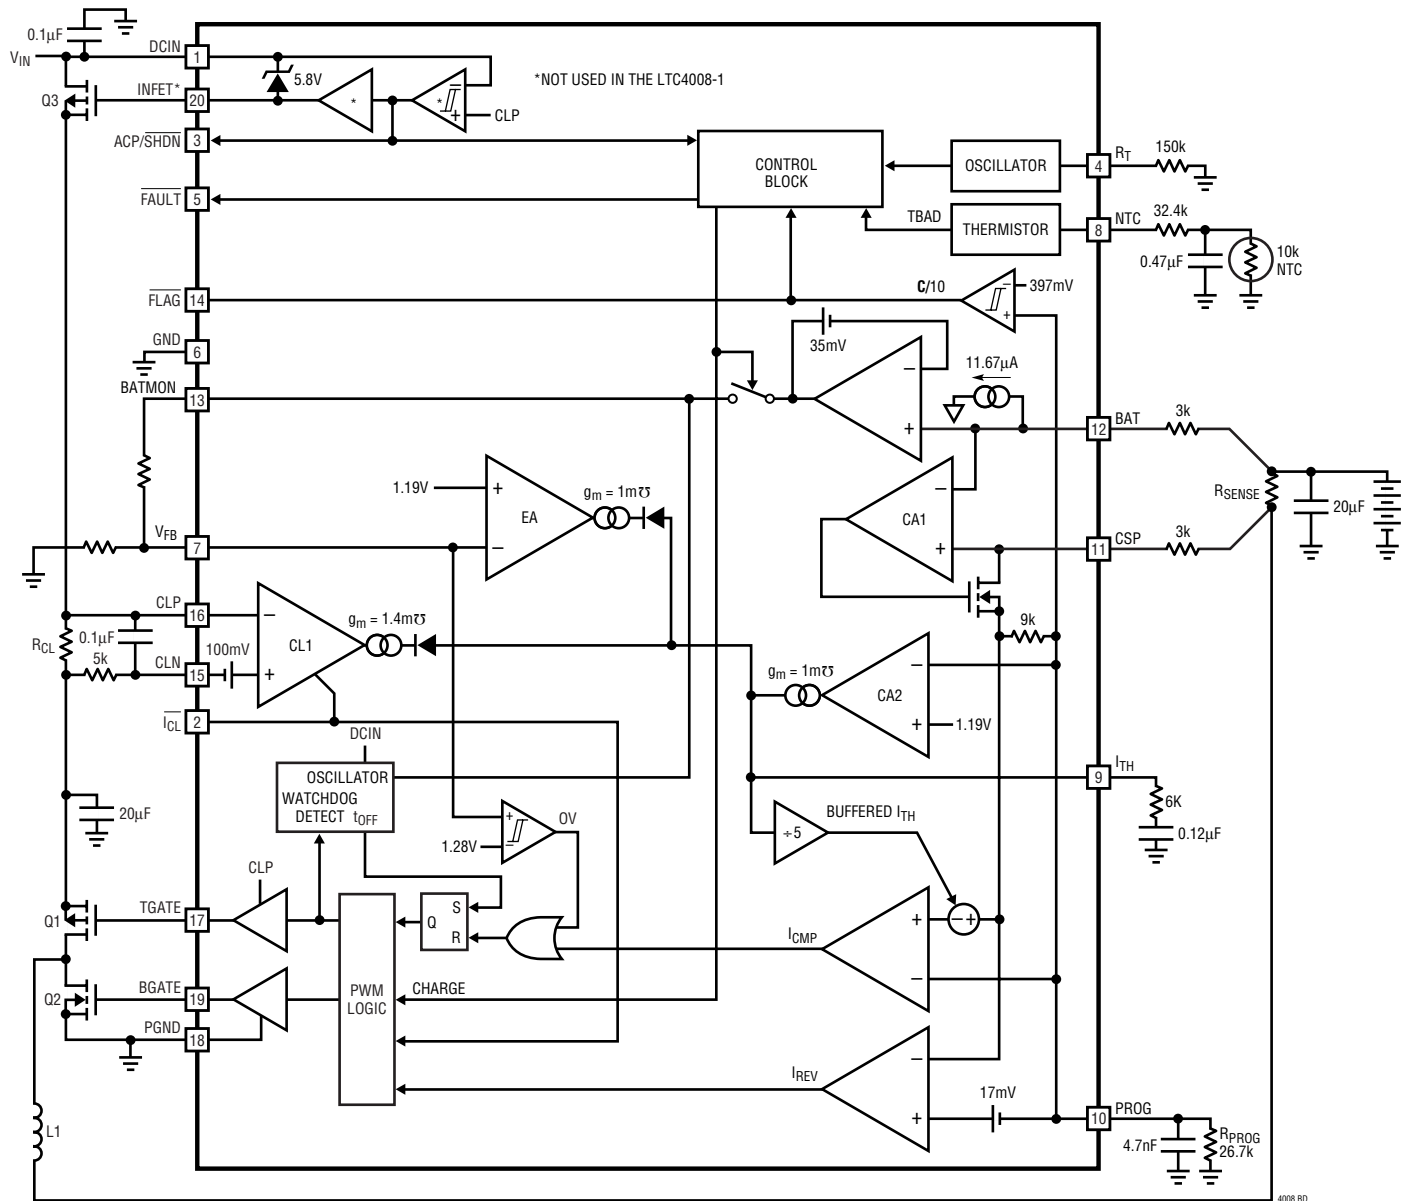 0.1µF
VIN
DCIN
1
5.8V
*NOT USED IN THE LTC4008-1
INFET*
20
Q3
*
*
−
+
CLP
ACP/SHDN
3
CONTROL
BLOCK
OSCILLATOR
4
RT
150k
FAULT
5
TBAD
THERMISTOR
8
NTC
32.4k
0.47µF
10k
NTC
FLAG
14
C/10
−
+
397mV
GND
6
35mV
11.67µA
BATMON
13
−
+
12
BAT
3k
1.19V
+
−
EA
gm = 1m℧
−
+
CA1
RSENSE
20µF
VFB
7
11
CSP
3k
CLP
16
−
+
CL1
gm = 1.4m℧
9k
RCL
0.1µF
5k
CLN
15
100mV
gm = 1m℧
−
+
CA2
1.19V
ICL
2
DCIN
OSCILLATOR
WATCHDOG
DETECT tOFF
9
ITH
6K
0.12µF
20µF
+
−
OV
1.28V
÷5
BUFFERED ITH
CLP
Q1
TGATE
17
Q
S
R
ICMP
+
−
−+
Q2
BGATE
19
PWM
LOGIC
CHARGE
PGND
18
IREV
−
+
17mV
10
PROG
L1
4.7nF
RPROG
26.7k
4008 BD